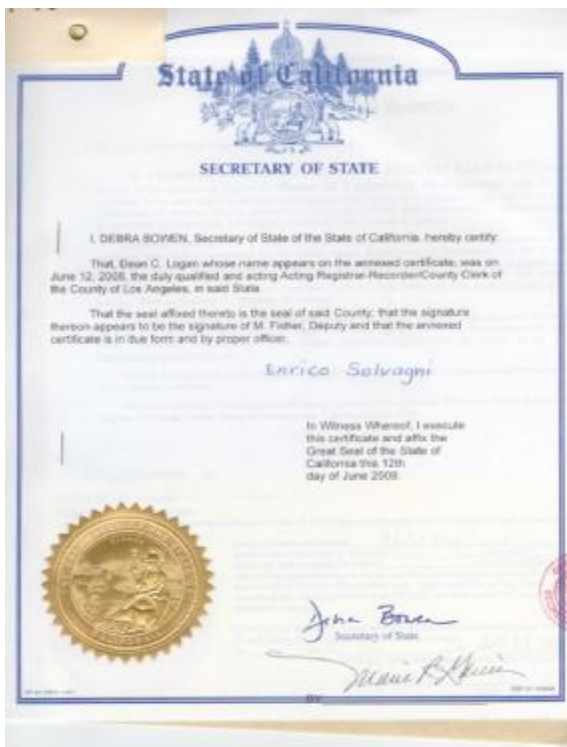 State of California
SECRETARY OF STATE
I, DEBRA BOWEN, Secretary of State of the State of California, hereby certify:
That, Dean C. Logan whose name appears on the annexed certificate, was on
June 12, 2008, the duly qualified and acting Acting Registrar-Recorder/County Clerk of
the County of Los Angeles, in said State.
That the seal affixed thereto is the seal of said County; that the signature
thereon appears to be the signature of M. Fisher, Deputy and that the annexed
certificate is in due form and by proper officer.
Enrico Salvagni
In Witness Whereof, I execute
this certificate and affix the
Great Seal of the State of
California this 12th
day of June 2008.
Debra Bowen
Secretary of State
BY